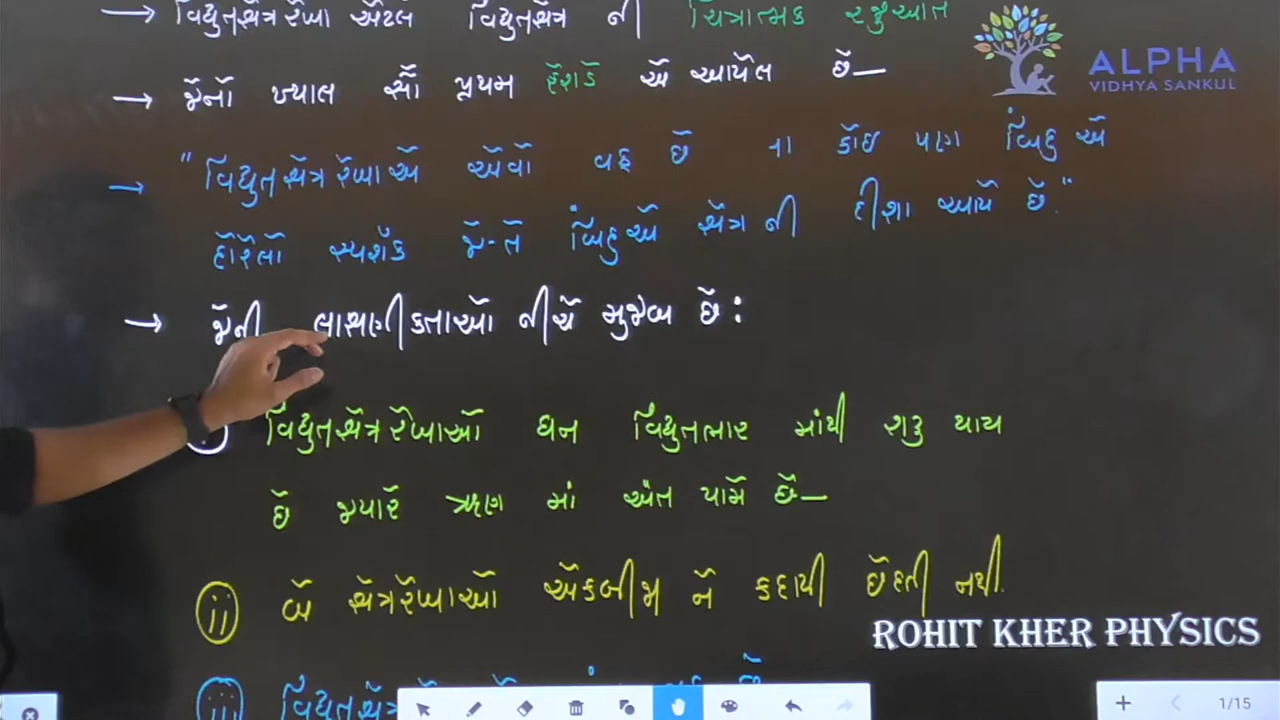 → વિદ્યુતક્ષેત્ર રેખા એટલે વિદ્યુતક્ષેત્ર ની ચિત્રાત્મક રજુઆત
→ જેનો ખ્યાલ સૌ પ્રથમ ફેરાડે એ આપેલ છે—
→ "વિદ્યુતક્ષેત્ર રેખા એ એવો વક્ર છે ના કોઇ પણ બિંદુ એ
દોરેલો સ્પર્શક જે-તે બિંદુ એ ક્ષેત્ર ની દીશા આપે છે."
→ જેની લાક્ષણીકતાઓ નીચે મુજબ છે :
વિદ્યુતક્ષેત્ર રેખાઓ ધન વિદ્યુતભાર માંથી શરુ થાય
છે જ્યારે ઋણ માં અંત પામે છે—
(ii) બે ક્ષેત્રરેખાઓ એકબીજા ને કદાપી છેદતી નથી.
(iii)
ALPHA
VIDHYA SANKUL
ROHIT KHER PHYSICS
1/15